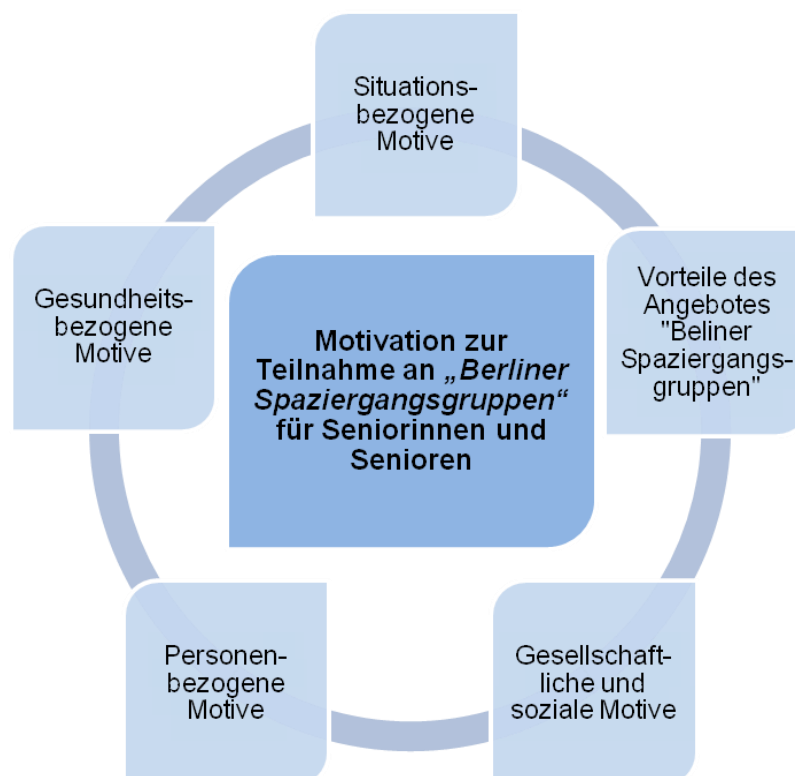 Situations-
bezogene
Motive
Gesundheits-
bezogene
Motive
Vorteile des
Angebotes
"Beliner
Spaziergangs-
gruppen"
Motivation zur
Teilnahme an „Berliner
Spaziergangsgruppen“
für Seniorinnen und
Senioren
Personen-
bezogene
Motive
Gesellschaft-
liche und
soziale Motive